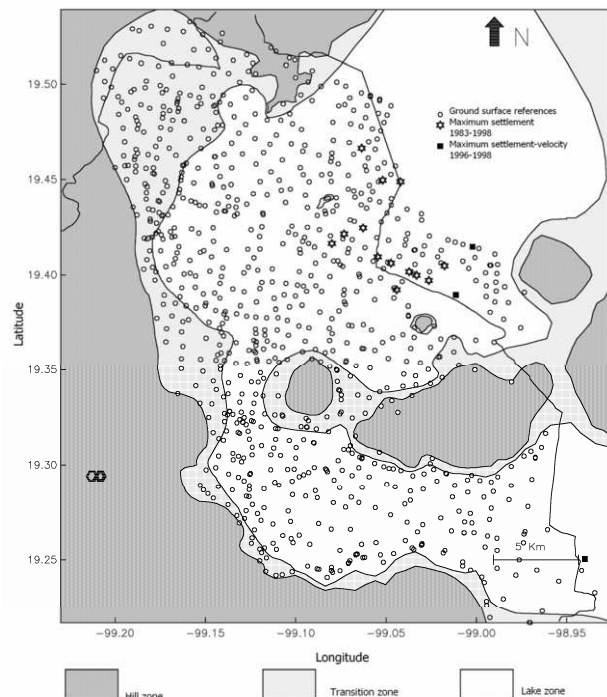 N
Ground surface references
Maximum settlement
1983-1998
Maximum settlement-velocity
1996-1998
19.50
19.45
19.40
19.35
19.30
19.25
Latitude
5 Km
−99.20 −99.15 −99.10 −99.05 −99.00 −98.95
Longitude
Hill zone
Transition zone
Lake zone